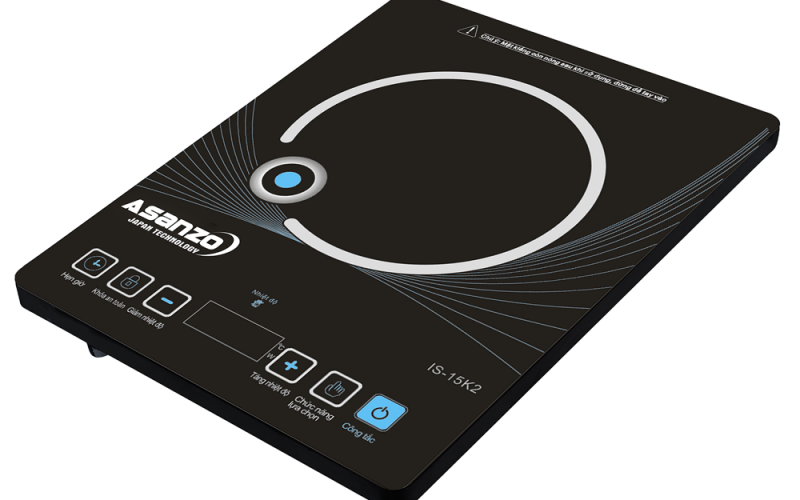 Chú ý: Mặt kiếng còn nóng sau khi sử dụng, đừng để tay vào
Asanzo
JAPAN TECHNOLOGY
Hẹn giờ
Khóa an toàn
Giảm nhiệt độ
Nhiệt độ
°C
W
Tăng nhiệt độ
Chức năng
lựa chọn
Công tắc
IS-15K2